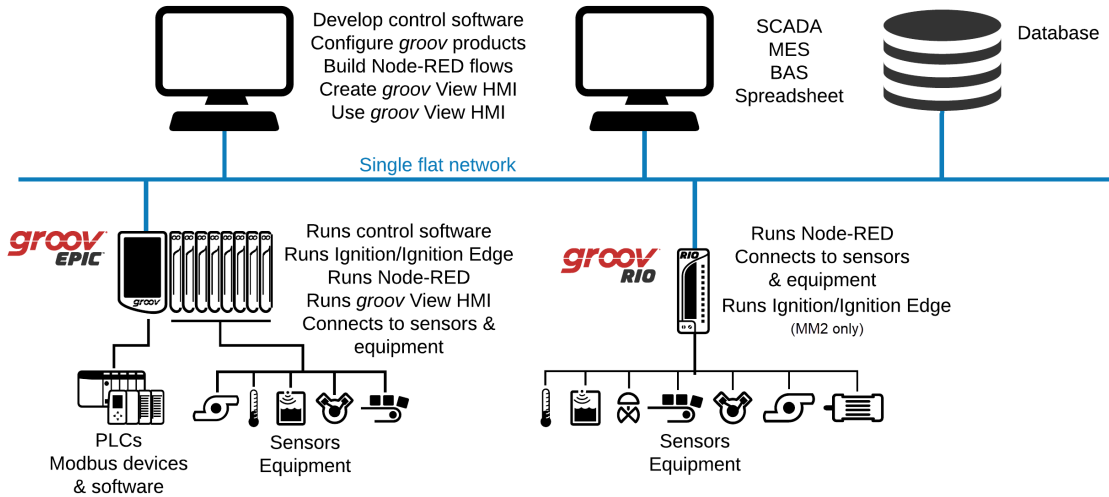 Develop control software
Configure groov products
Build Node-RED flows
Create groov View HMI
Use groov View HMI
SCADA
MES
BAS
Spreadsheet
Database
Single flat network
groov
EPIC
groov
Runs control software
Runs Ignition/Ignition Edge
Runs Node-RED
Runs groov View HMI
Connects to sensors &
equipment
groov
RIO
RIO
Runs Node-RED
Connects to sensors
& equipment
Runs Ignition/Ignition Edge
(MM2 only)
PLCs
Modbus devices
& software
Sensors
Equipment
Sensors
Equipment